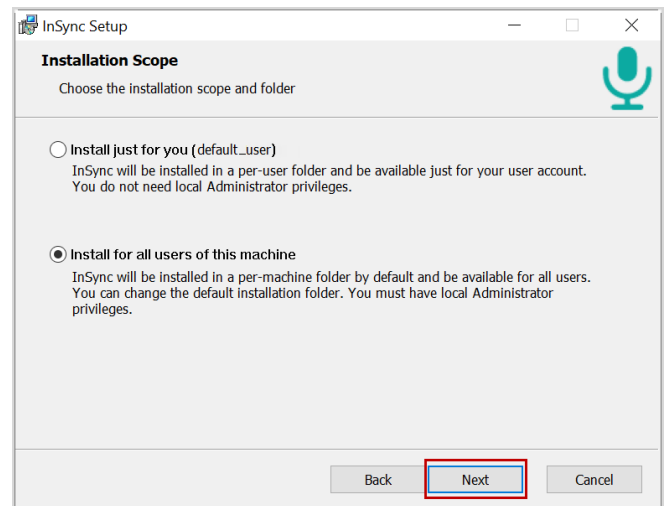 InSync Setup
Installation Scope
Choose the installation scope and folder
Install just for you (default_user)
InSync will be installed in a per-user folder and be available just for your user account.
You do not need local Administrator privileges.
Install for all users of this machine
InSync will be installed in a per-machine folder by default and be available for all users.
You can change the default installation folder. You must have local Administrator
privileges.
Back Next Cancel